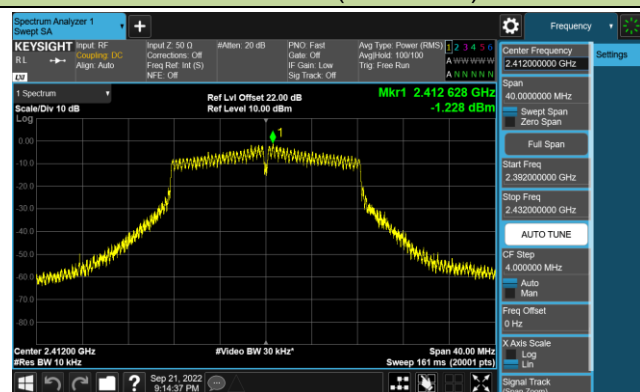 Spectrum Analyzer 1
Swept SA
Frequency
KEYSIGHT
Input: RF
Coupling: DC
Align: Auto
Input Z: 50 Ω
Corrections: Off
Freq Ref: Int (S)
NFE: Off
#Atten: 20 dB
PNO: Fast
Gate: Off
IF Gain: Low
Sig Track: Off
Avg Type: Power (RMS)
Avg|Hold: 100/100
Trig: Free Run
1 2 3 4 5 6
A W W W W W
A N N N N N
RL
LXI
1 Spectrum
Scale/Div 10 dB
Log
Ref Lvl Offset 22.00 dB
Ref Level 10.00 dBm
Mkr1 2.412 628 GHz
-1.228 dBm
1
0.00
-10.0
-20.0
-30.0
-40.0
-50.0
-60.0
-70.0
-80.0
Center 2.41200 GHz
#Res BW 10 kHz
#Video BW 30 kHz*
Span 40.00 MHz
Sweep 161 ms (20001 pts)
Sep 21, 2022
9:14:37 PM
Center Frequency
2.412000000 GHz
Settings
Span
40.0000000 MHz
Swept Span
Zero Span
Full Span
Start Freq
2.392000000 GHz
Stop Freq
2.432000000 GHz
AUTO TUNE
CF Step
4.000000 MHz
Auto
Man
Freq Offset
0 Hz
X Axis Scale
Log
Lin
Signal Track
(Span Zoom)